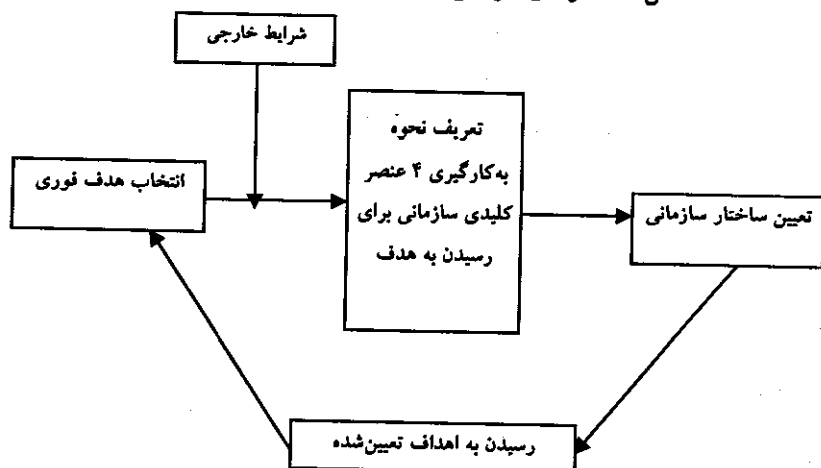 شرایط خارجی
تعریف نحوه
به‌کارگیری ۴ عنصر
کلیدی سازمانی برای
رسیدن به هدف
انتخاب هدف فوری
تعیین ساختار سازمانی
رسیدن به اهداف تعیین‌شده